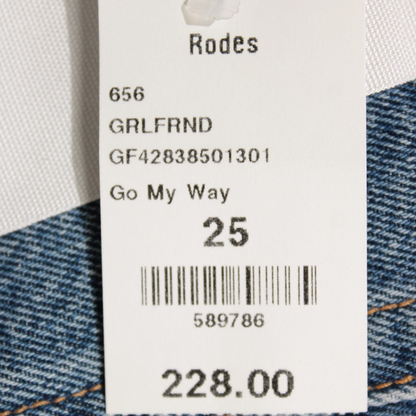 Rodes
656
GRLFRND
GF42838501301
Go My Way
25
589786
228.00